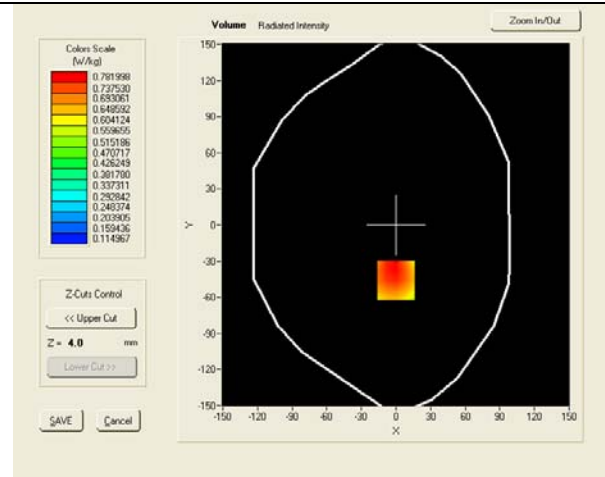 Volume Radiated Intensity
Zoom In/Out
Colors Scale
(W/kg)
0.781998
0.737530
0.693061
0.648592
0.604124
0.559655
0.515186
0.470717
0.426249
0.381780
0.337311
0.292842
0.248374
0.203905
0.159436
0.114967
Z-Cuts Control
<< Upper Cut
Z = 4.0 mm
Lower Cut >>
SAVE Cancel
150
120
90
60
30
0
-30
-60
-90
-120
-150
Y
-150 -120 -90 -60 -30 0 30 60 90 120 150
X